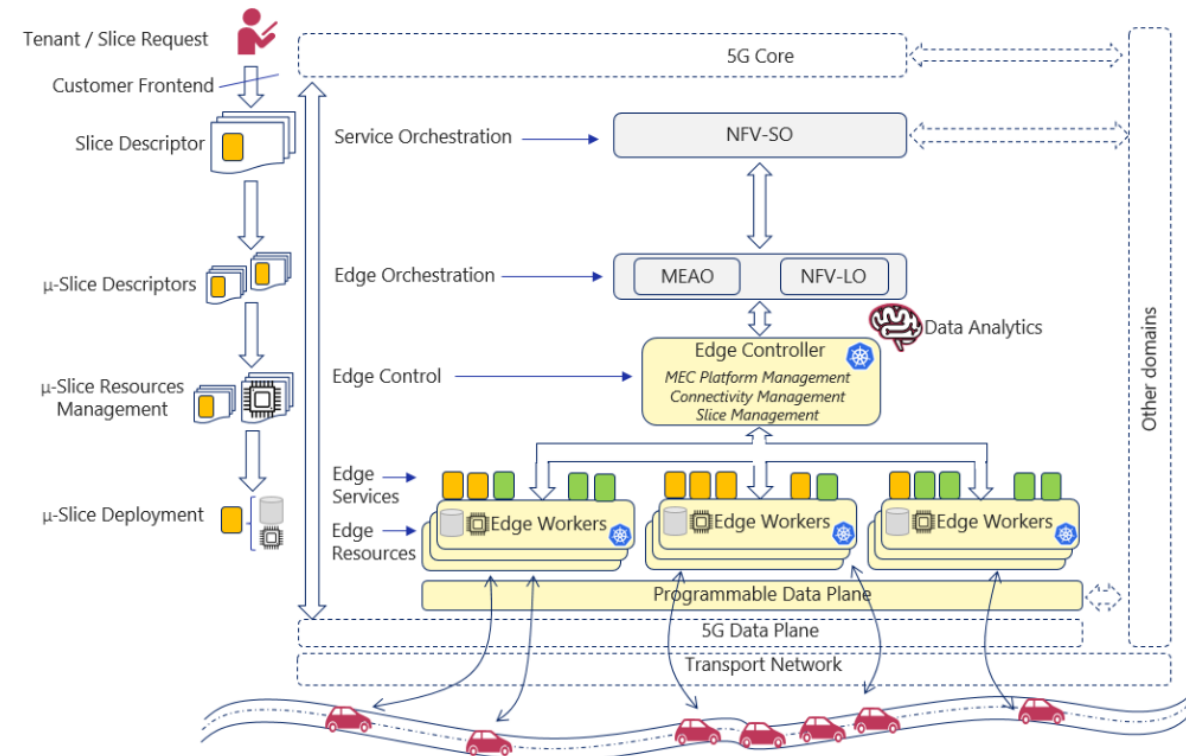 Tenant / Slice Request
Customer Frontend
Slice Descriptor
μ-Slice Descriptors
μ-Slice Resources
Management
μ-Slice Deployment
5G Core
Service Orchestration
NFV-SO
Edge Orchestration
MEAO
NFV-LO
Data Analytics
Edge Control
Edge Controller
MEC Platform Management
Connectivity Management
Slice Management
Edge
Services
Edge
Resources
Edge Workers
Edge Workers
Edge Workers
Programmable Data Plane
5G Data Plane
Transport Network
Other domains